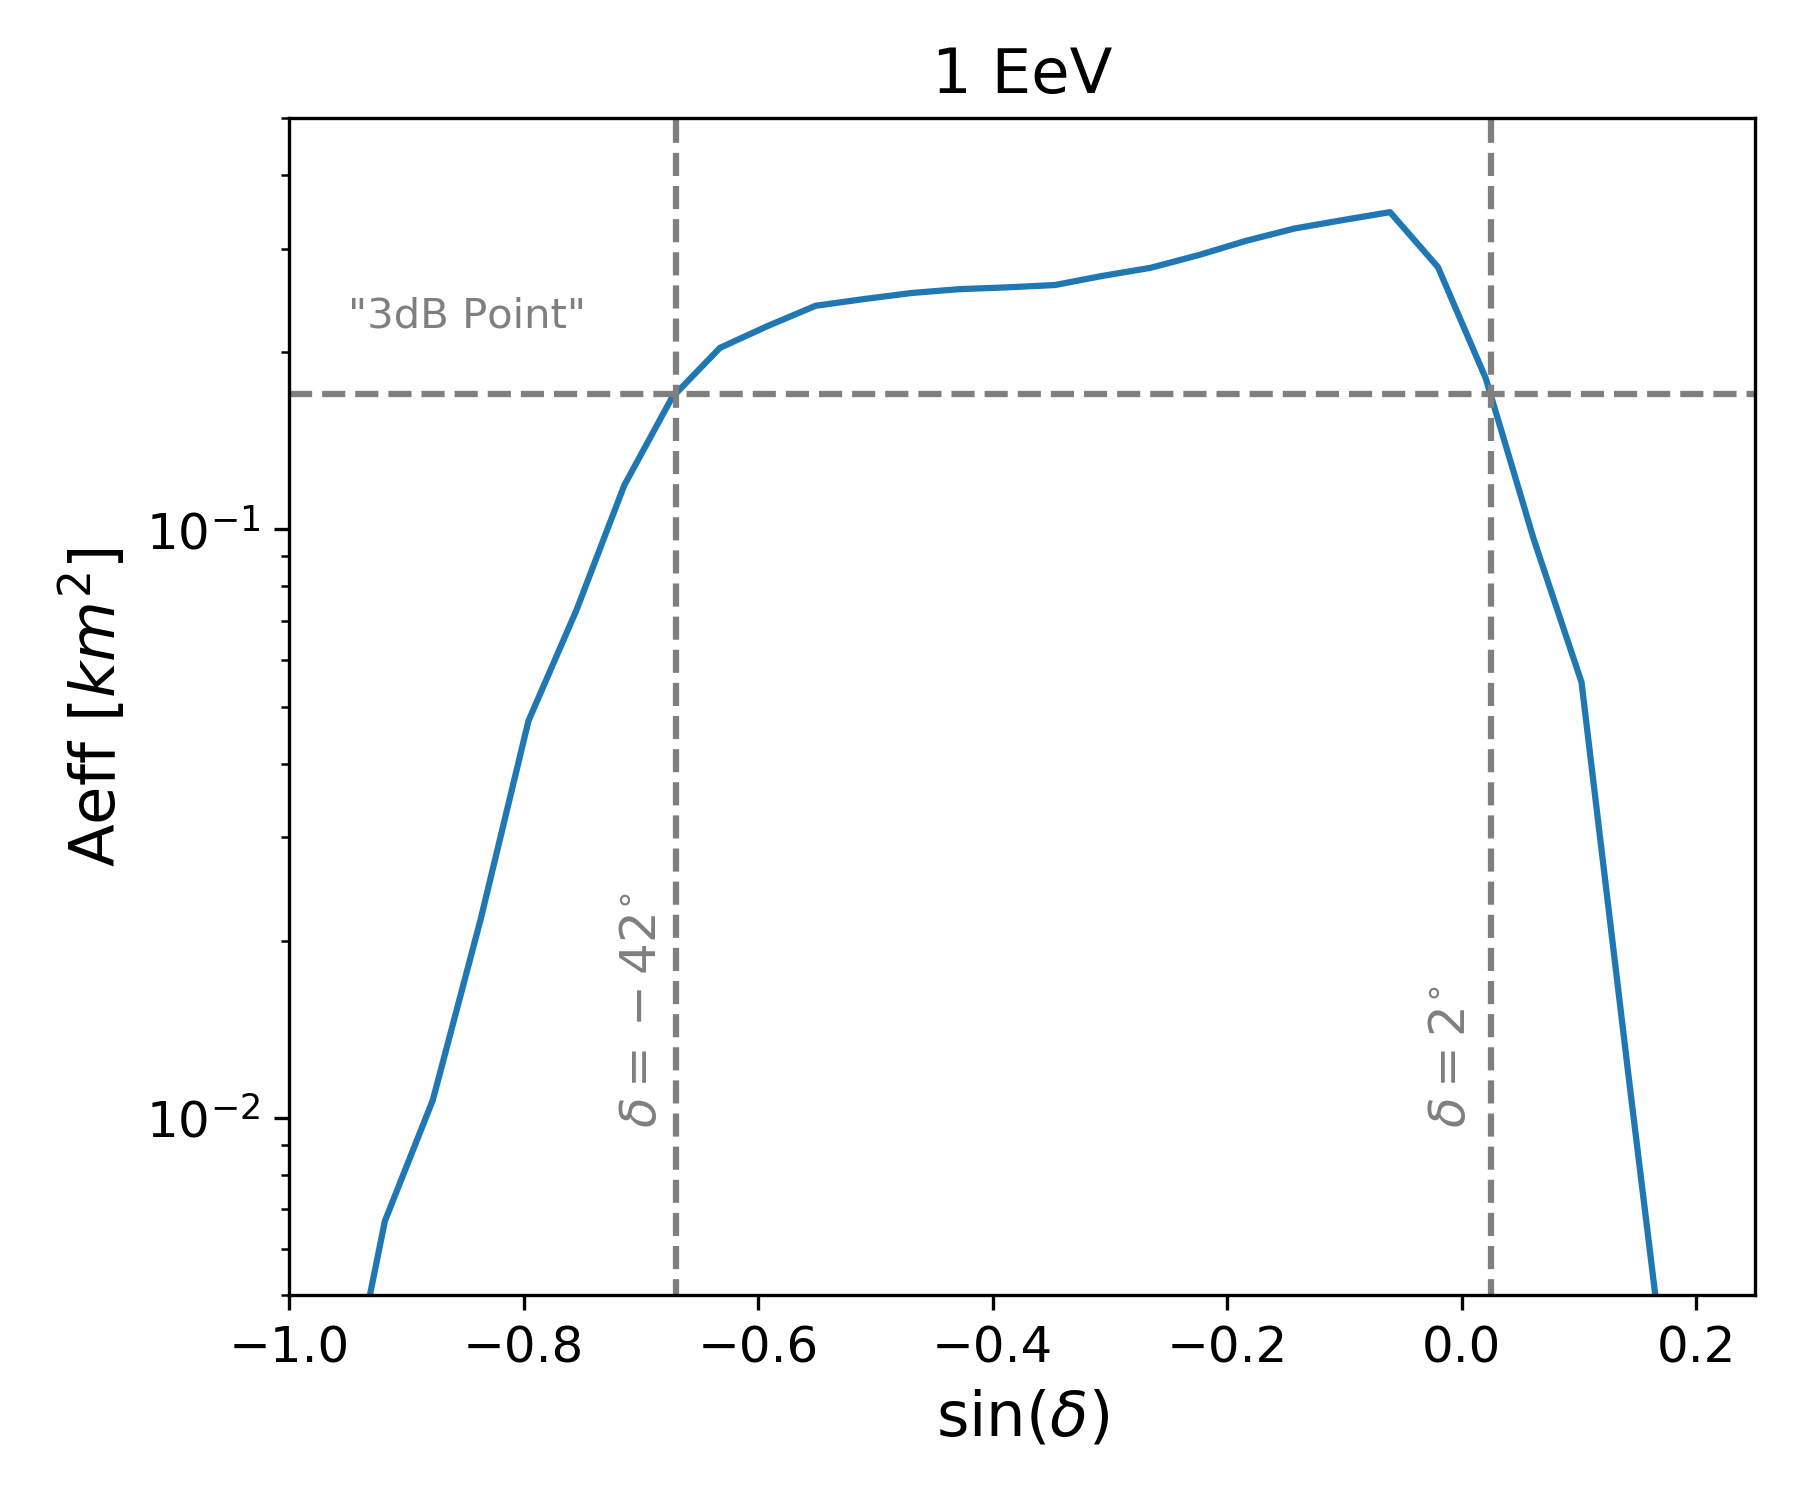 1 EeV
"3dB Point"
Aeff [km²]
10⁻¹
10⁻²
δ = − 42°
δ = 2°
−1.0 −0.8 −0.6 −0.4 −0.2 0.0 0.2
sin(δ)